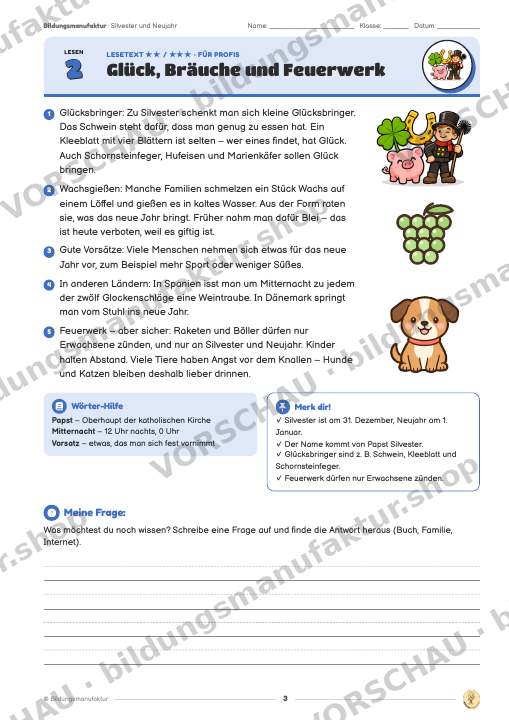 Bildungsmanufaktur · Silvester und Neujahr Name: Klasse: Datum:
LESEN
2
LESETEXT ★★ / ★★★ · FÜR PROFIS
Glück, Bräuche und Feuerwerk
1 Glücksbringer: Zu Silvester schenkt man sich kleine Glücksbringer.
Das Schwein steht dafür, dass man genug zu essen hat. Ein
Kleeblatt mit vier Blättern ist selten – wer eines findet, hat Glück.
Auch Schornsteinfeger, Hufeisen und Marienkäfer sollen Glück
bringen.
2 Wachsgießen: Manche Familien schmelzen ein Stück Wachs auf
einem Löffel und gießen es in kaltes Wasser. Aus der Form raten
sie, was das neue Jahr bringt. Früher nahm man dafür Blei – das
ist heute verboten, weil es giftig ist.
3 Gute Vorsätze: Viele Menschen nehmen sich etwas für das neue
Jahr vor, zum Beispiel mehr Sport oder weniger Süßes.
4 In anderen Ländern: In Spanien isst man um Mitternacht zu jedem
der zwölf Glockenschläge eine Weintraube. In Dänemark springt
man vom Stuhl ins neue Jahr.
5 Feuerwerk – aber sicher: Raketen und Böller dürfen nur
Erwachsene zünden, und nur an Silvester und Neujahr. Kinder
halten Abstand. Viele Tiere haben Angst vor dem Knallen – Hunde
und Katzen bleiben deshalb lieber drinnen.
Wörter-Hilfe
Papst – Oberhaupt der katholischen Kirche
Mitternacht – 12 Uhr nachts, 0 Uhr
Vorsatz – etwas, das man sich fest vornimmt
Merk dir!
✓ Silvester ist am 31. Dezember, Neujahr am 1.
Januar.
✓ Der Name kommt von Papst Silvester.
✓ Glücksbringer sind z. B. Schwein, Kleeblatt und
Schornsteinfeger.
✓ Feuerwerk dürfen nur Erwachsene zünden.
Meine Frage:
Was möchtest du noch wissen? Schreibe eine Frage auf und finde die Antwort heraus (Buch, Familie,
Internet).
© Bildungsmanufaktur 3
VORSCHAU · bildungsmanufaktur.shop
VORSCHAU · bildungsmanufaktur.shop
VORSCHAU · bildungsmanufaktur.shop